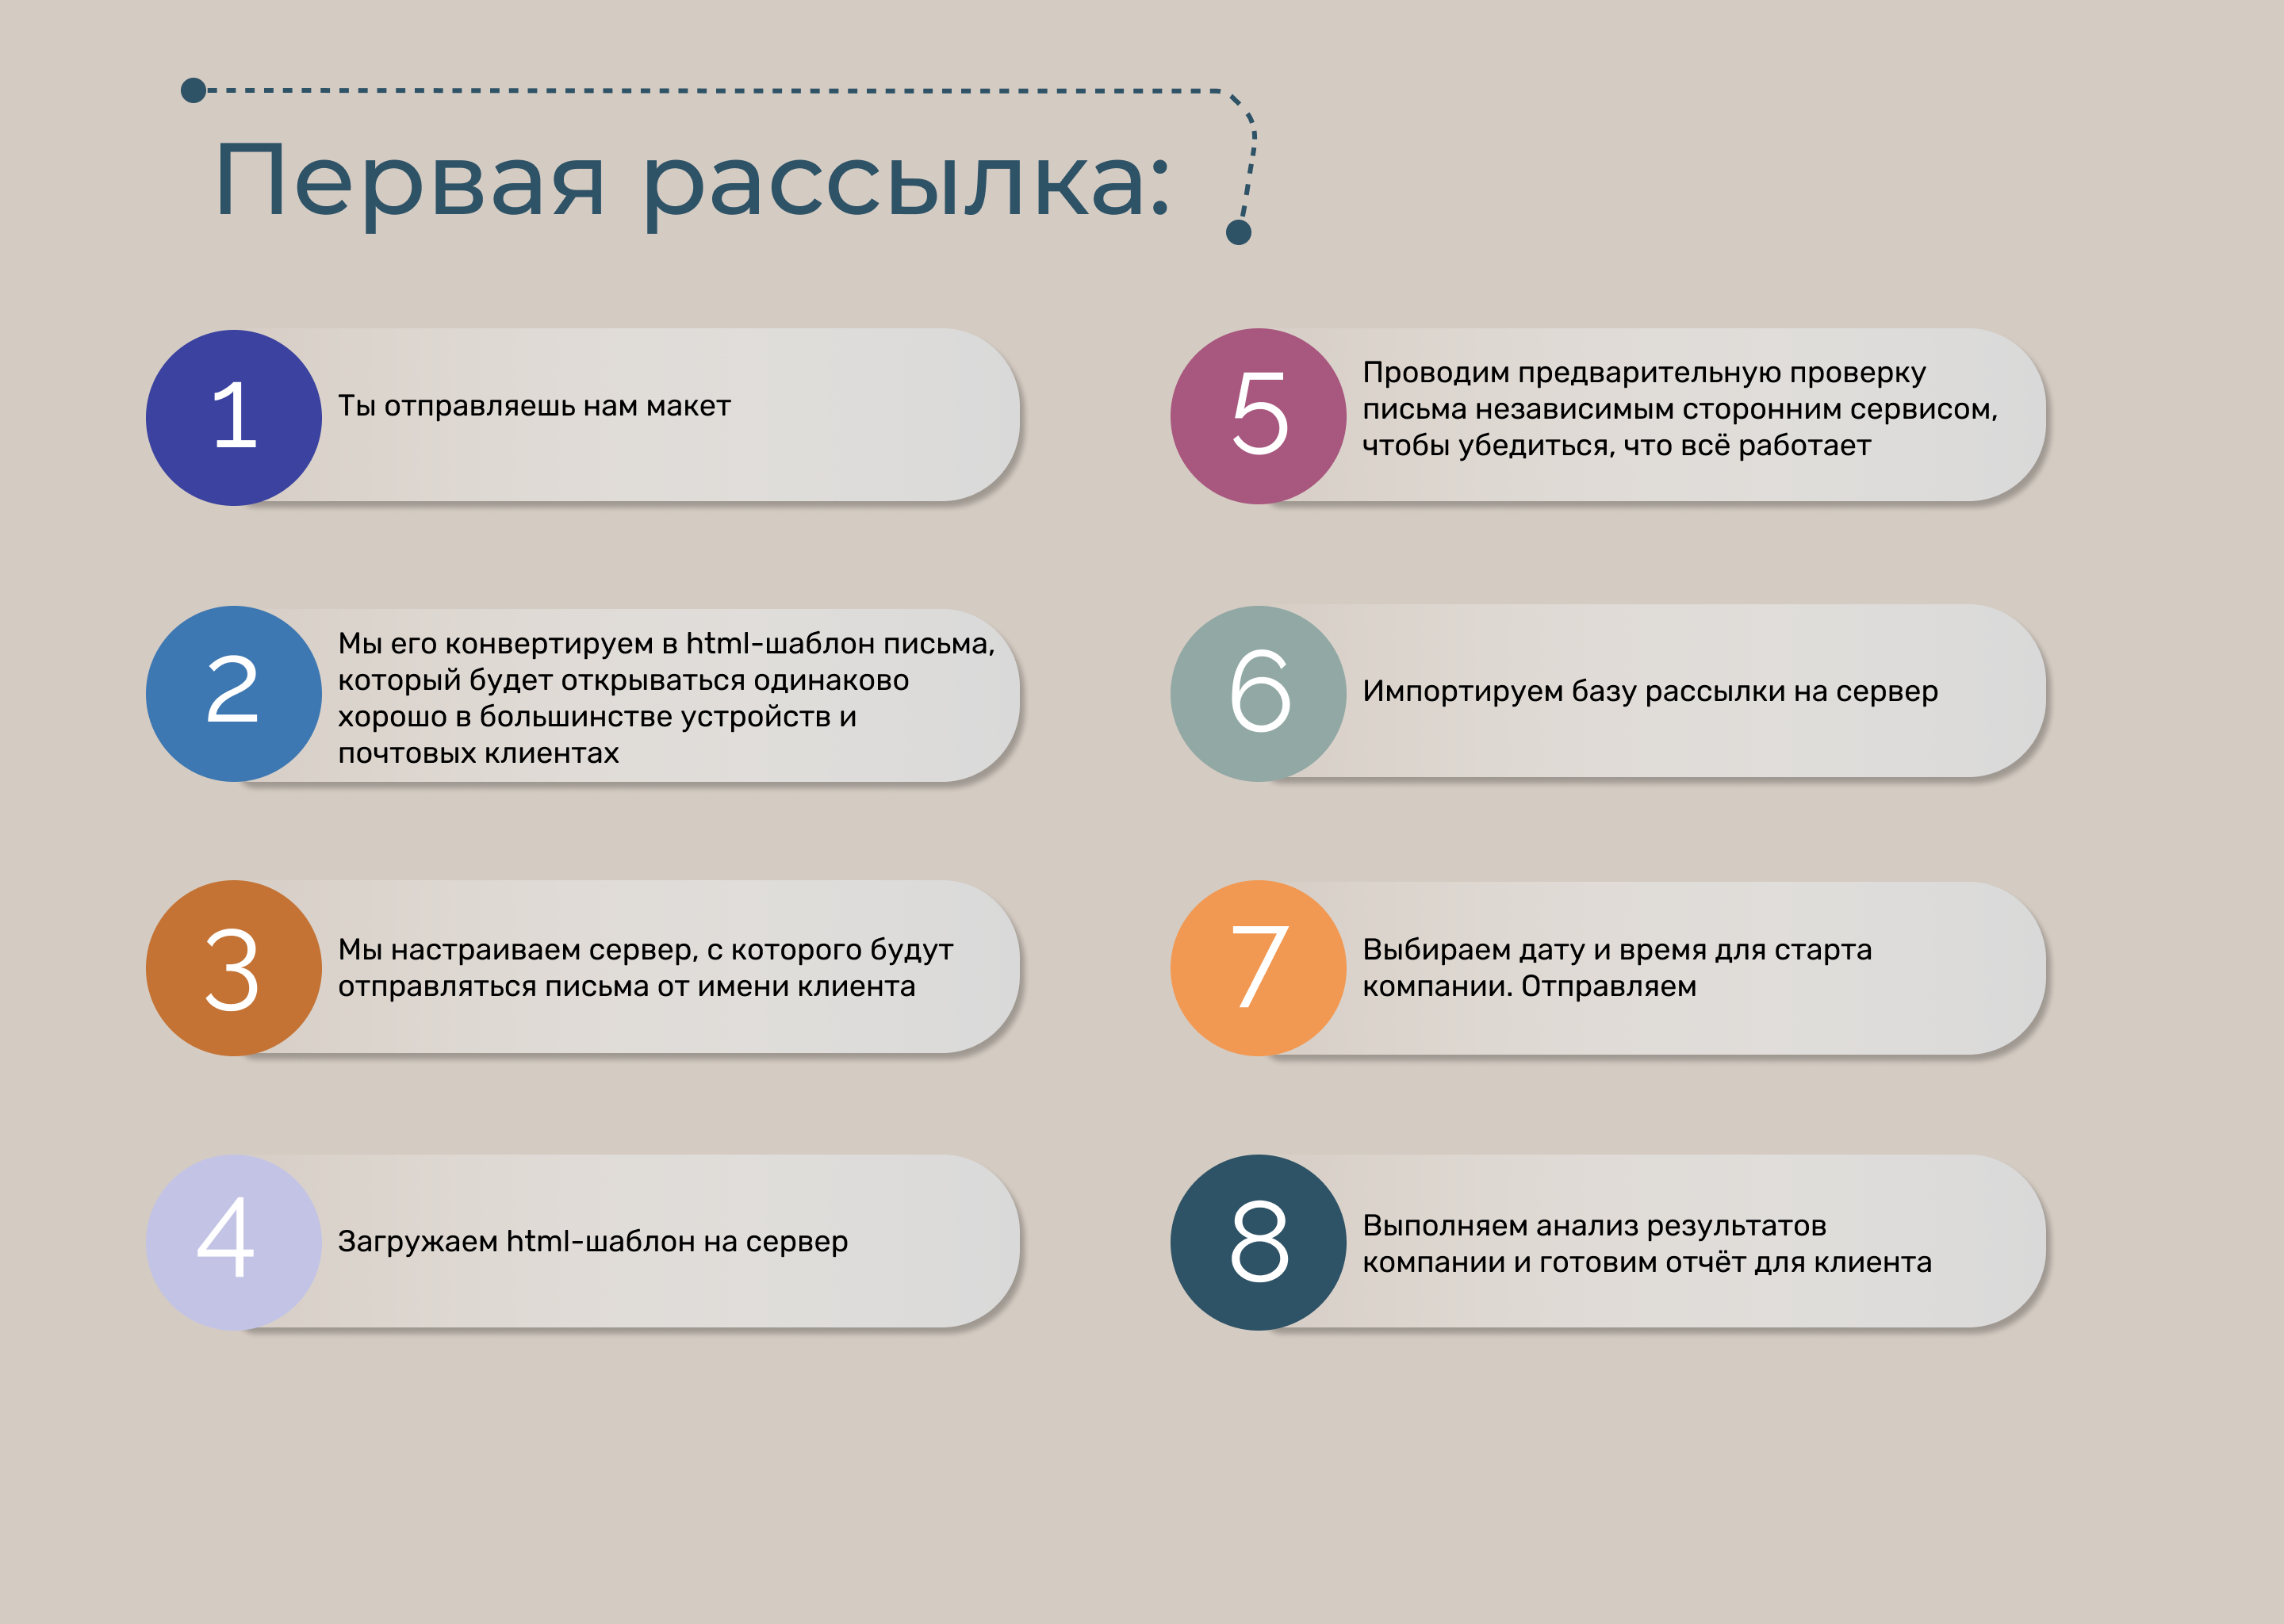 Первая рассылка:
1
Ты отправляешь нам макет
2
Мы его конвертируем в html-шаблон письма,
который будет открываться одинаково
хорошо в большинстве устройств и
почтовых клиентах
3
Мы настраиваем сервер, с которого будут
отправляться письма от имени клиента
4
Загружаем html-шаблон на сервер
5
Проводим предварительную проверку
письма независимым сторонним сервисом,
чтобы убедиться, что всё работает
6
Импортируем базу рассылки на сервер
7
Выбираем дату и время для старта
компании. Отправляем
8
Выполняем анализ результатов
компании и готовим отчёт для клиента